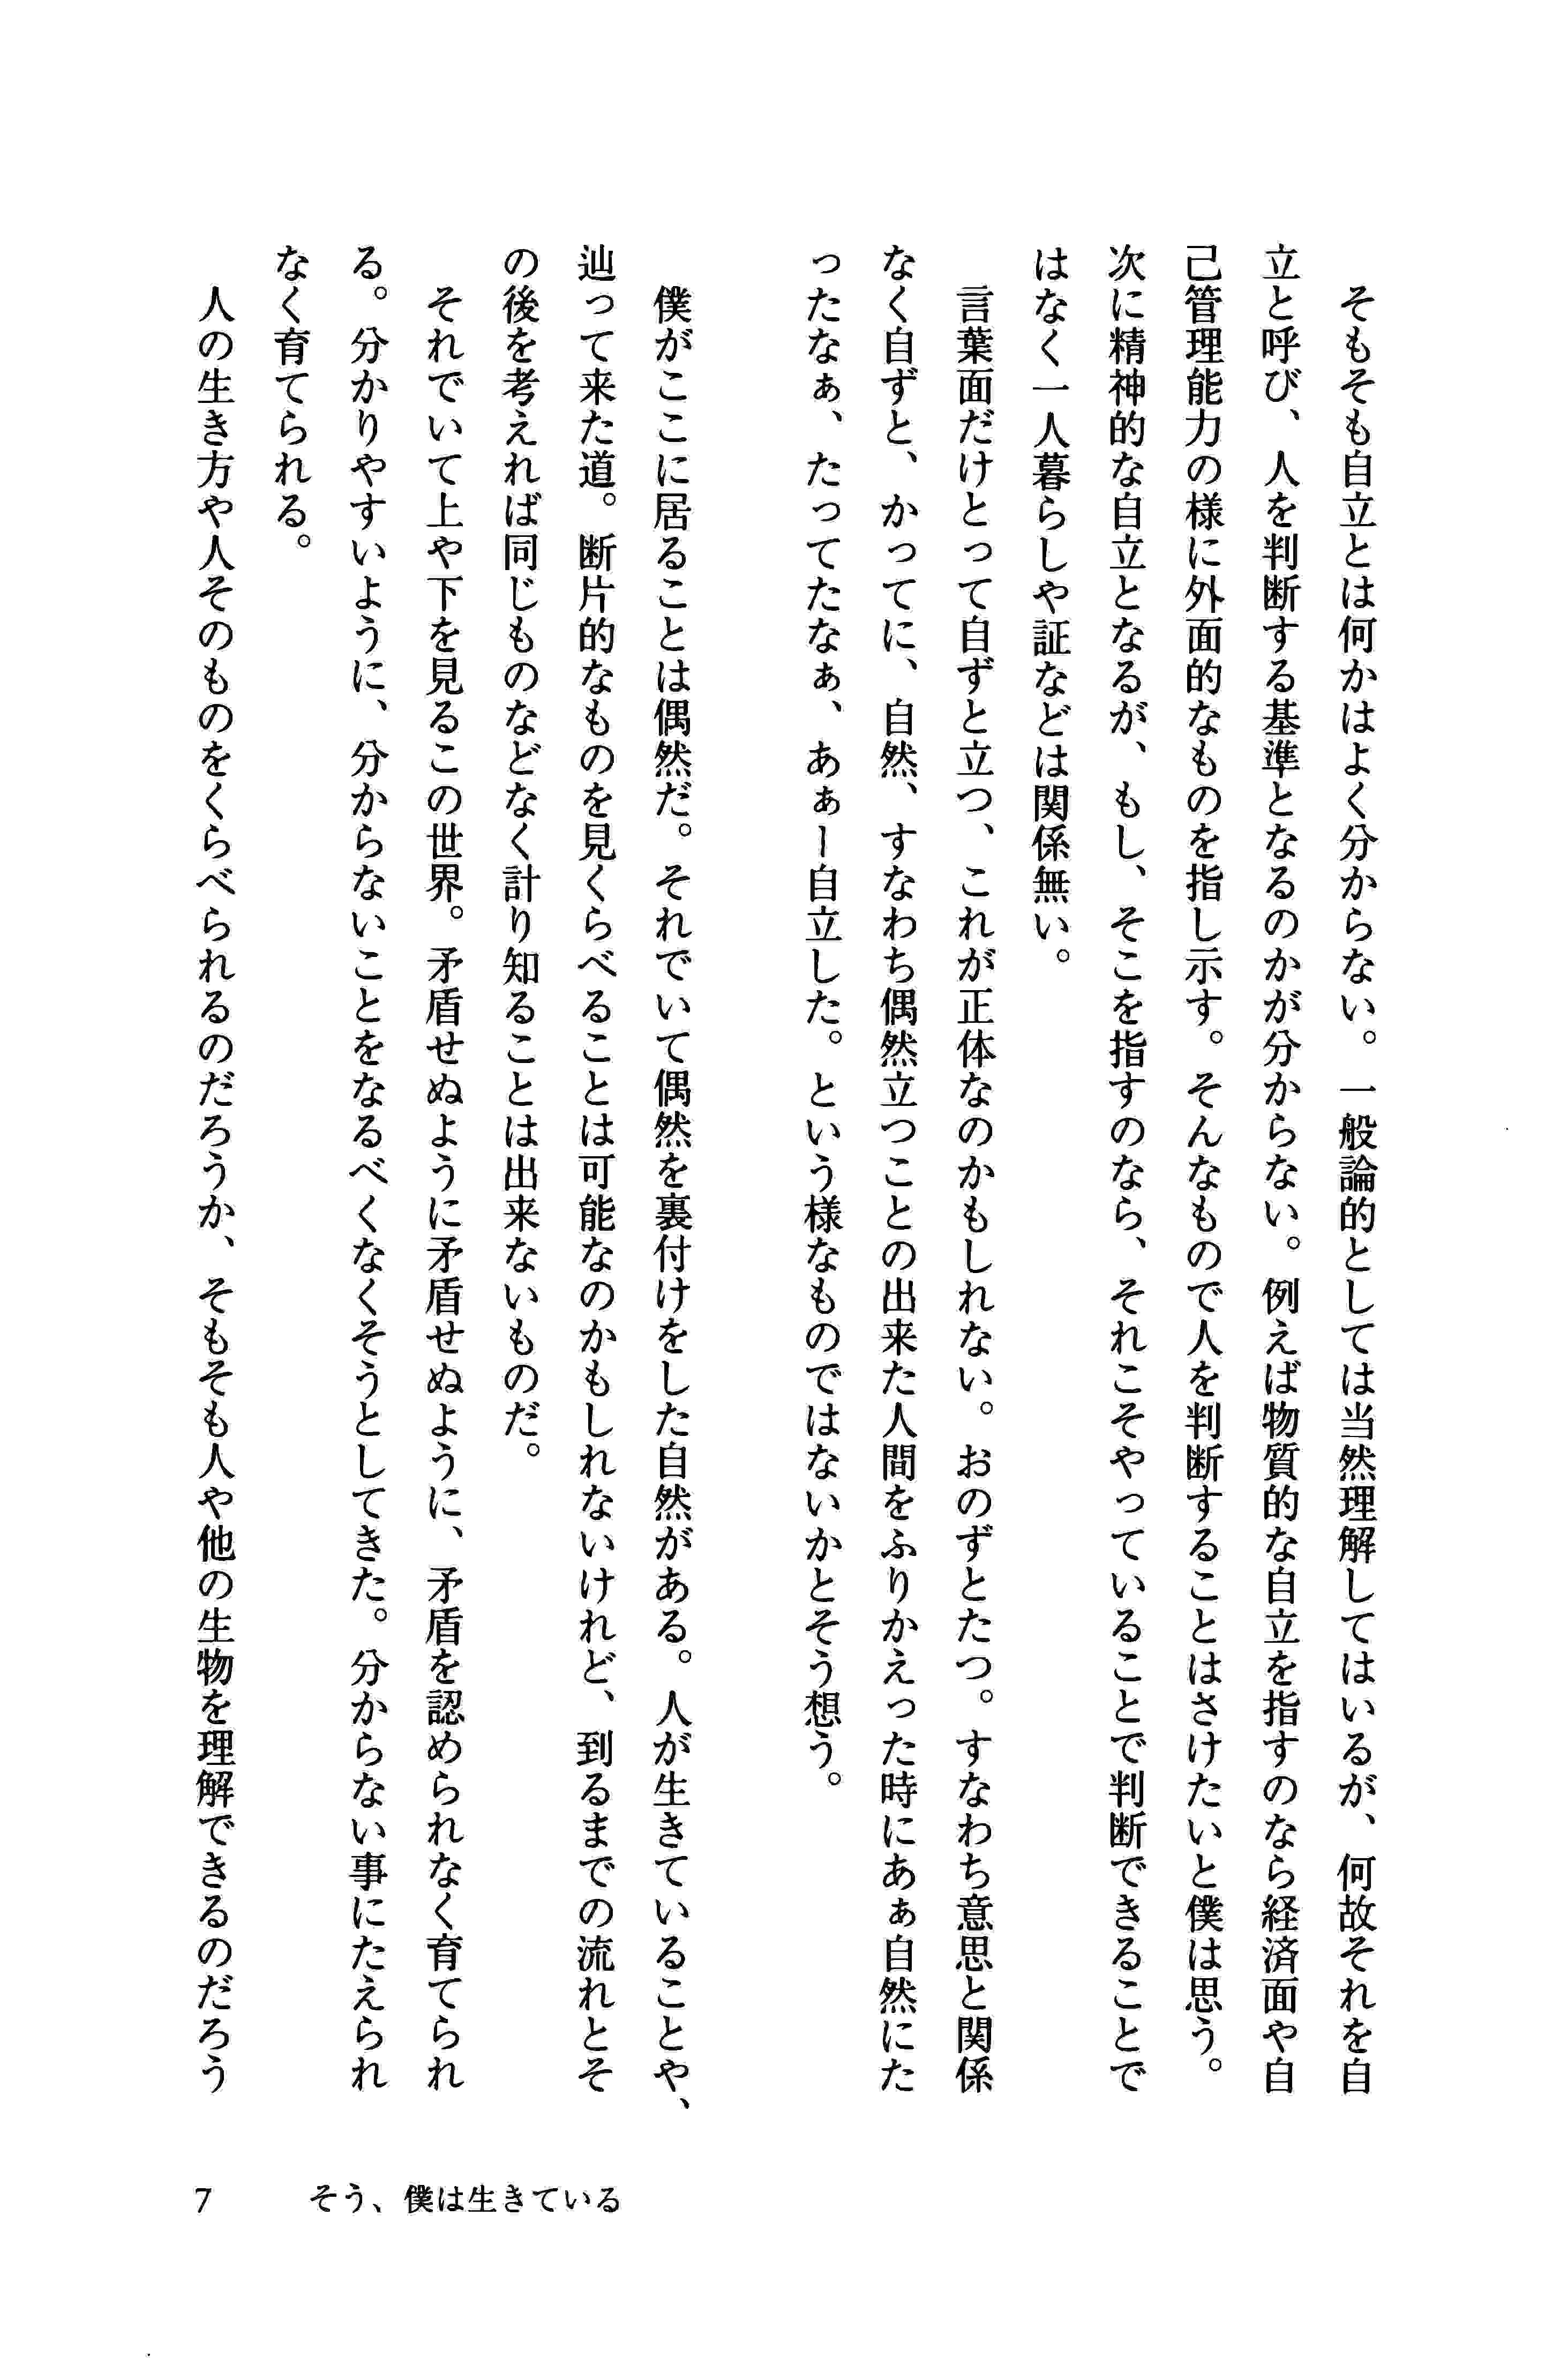 そもそも自立とは何かはよく分からない。一般論的としては当然理解してはいるが、何故それを自
立と呼び、人を判断する基準となるのかが分からない。例えば物質的な自立を指すのなら経済面や自
己管理能力の様に外面的なものを指し示す。そんなもので人を判断することはさけたいと僕は思う。
次に精神的な自立となるが、もし、そこを指すのなら、それこそやっていることで判断できることで
はなく一人暮らしや証などは関係無い。
言葉面だけとって自ずと立つ、これが正体なのかもしれない。おのずとたつ。すなわち意思と関係
なく自ずと、かってに、自然、すなわち偶然立つことの出来た人間をふりかえった時にあぁ自然にた
ったなぁ、たってたなぁ、あぁー自立した。という様なものではないかとそう想う。
僕がここに居ることは偶然だ。それでいて偶然を裏付けをした自然がある。人が生きていることや、
辿って来た道。断片的なものを見くらべることは可能なのかもしれないけれど、到るまでの流れとそ
の後を考えれば同じものなどなく計り知ることは出来ないものだ。
それでいて上や下を見るこの世界。矛盾せぬように矛盾せぬように、矛盾を認められなく育てられ
る。分かりやすいように、分からないことをなるべくなくそうとしてきた。分からない事にたえられ
なく育てられる。
人の生き方や人そのものをくらべられるのだろうか、そもそも人や他の生物を理解できるのだろう
7 そう、僕は生きている